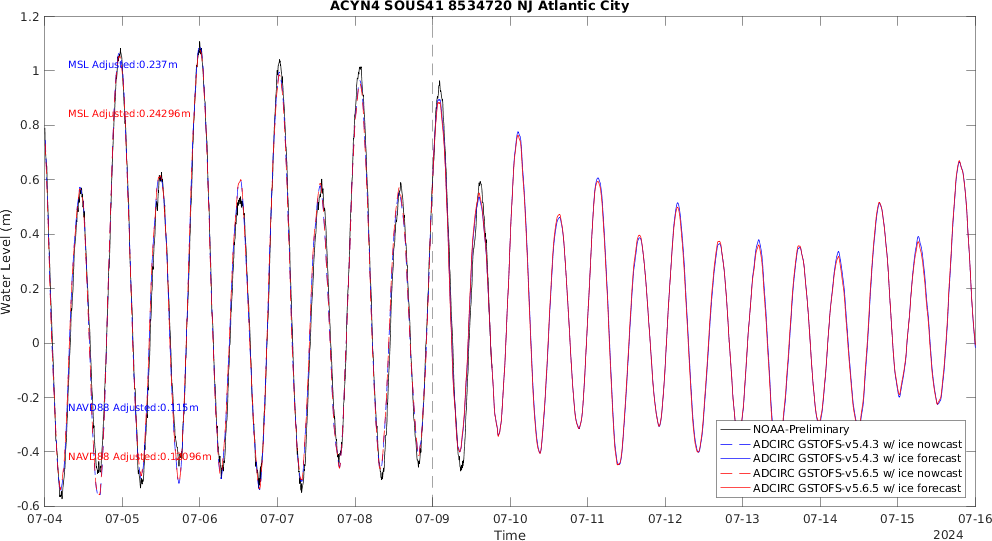 ACYN4 SOUS41 8534720 NJ Atlantic City
1.2
1
0.8
0.6
0.4
0.2
0
-0.2
-0.4
-0.6
Water Level (m)
MSL Adjusted:0.237m
MSL Adjusted:0.24296m
NAVD88 Adjusted:0.115m
NAVD88 Adjusted:0.12096m
NOAA-Preliminary
ADCIRC GSTOFS-v5.4.3 w/ ice nowcast
ADCIRC GSTOFS-v5.4.3 w/ ice forecast
ADCIRC GSTOFS-v5.6.5 w/ ice nowcast
ADCIRC GSTOFS-v5.6.5 w/ ice forecast
07-04 07-05 07-06 07-07 07-08 07-09 07-10 07-11 07-12 07-13 07-14 07-15 07-16
Time
2024